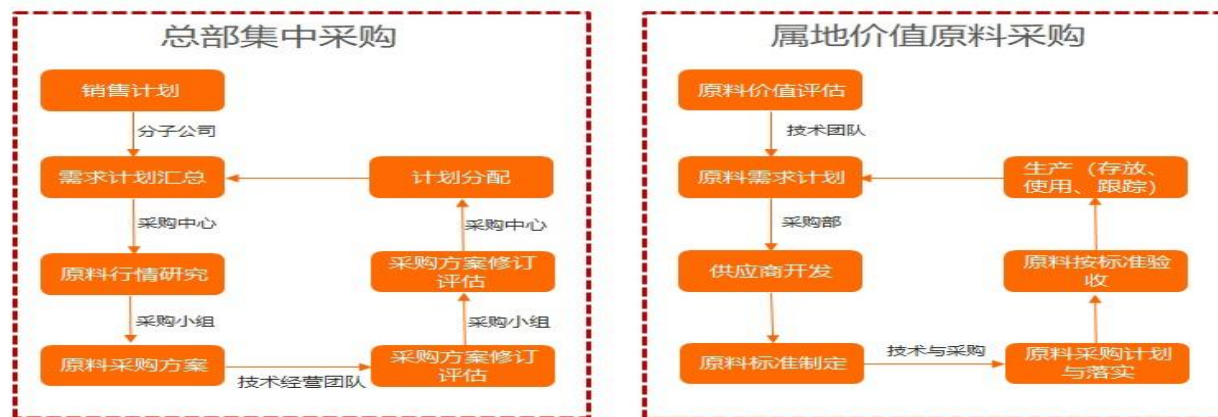 总部集中采购
销售计划
分子公司
需求计划汇总
计划分配
采购中心
采购中心
原料行情研究
采购方案修订
评估
采购小组
采购小组
原料采购方案
技术经营团队
采购方案修订
评估
属地价值原料采购
原料价值评估
技术团队
原料需求计划
生产（存放、
使用、跟踪）
采购部
供应商开发
原料按标准验
收
原料标准制定
技术与采购
原料采购计划
与落实